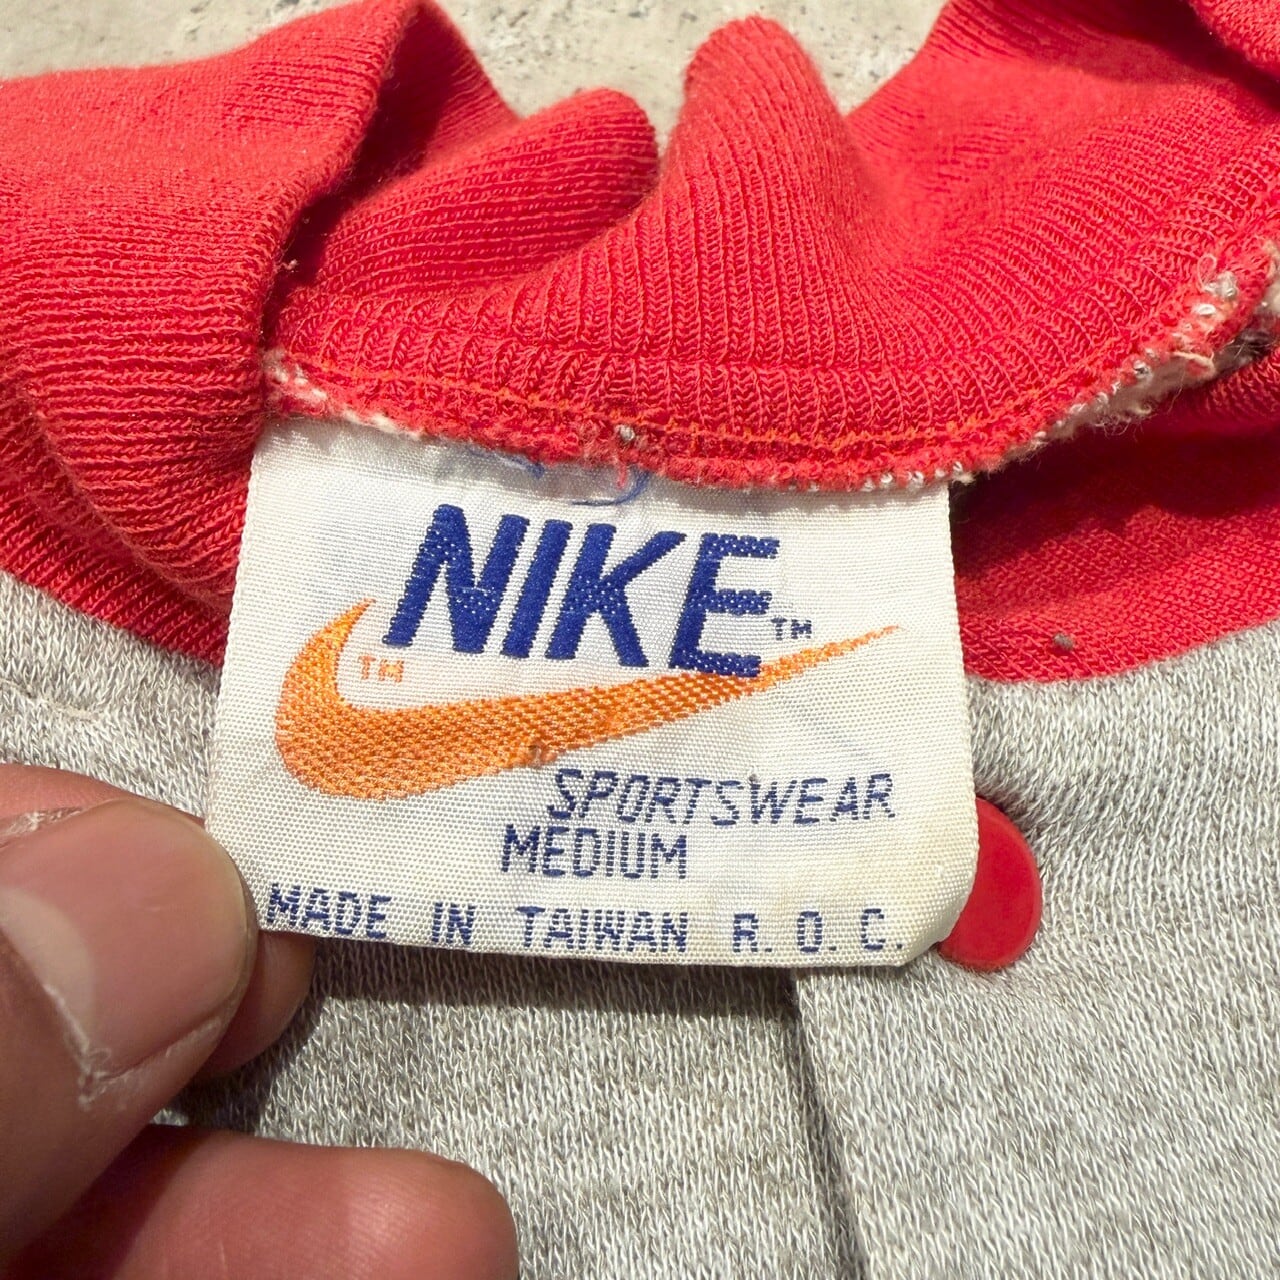 NIKE™
™
SPORTSWEAR
MEDIUM
MADE IN TAIWAN R. O. C.